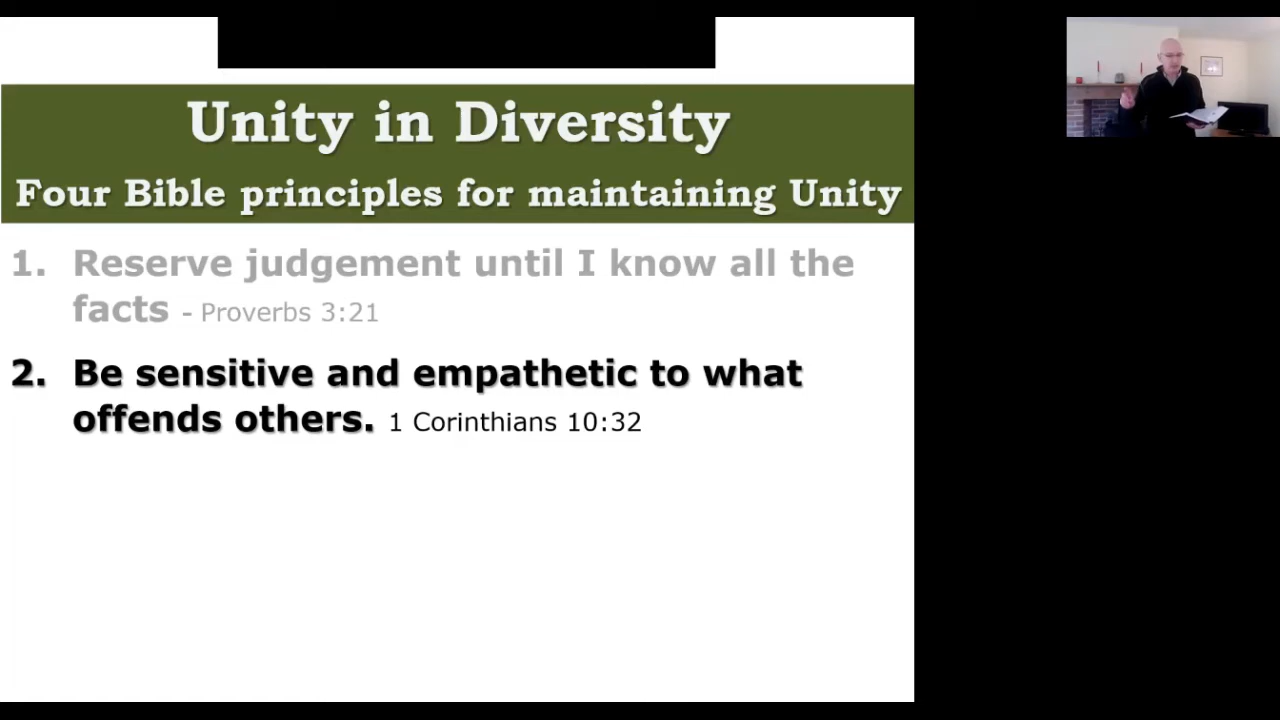 Unity in Diversity
Four Bible principles for maintaining Unity
1. Reserve judgement until I know all the
facts - Proverbs 3:21
2. Be sensitive and empathetic to what
offends others. 1 Corinthians 10:32